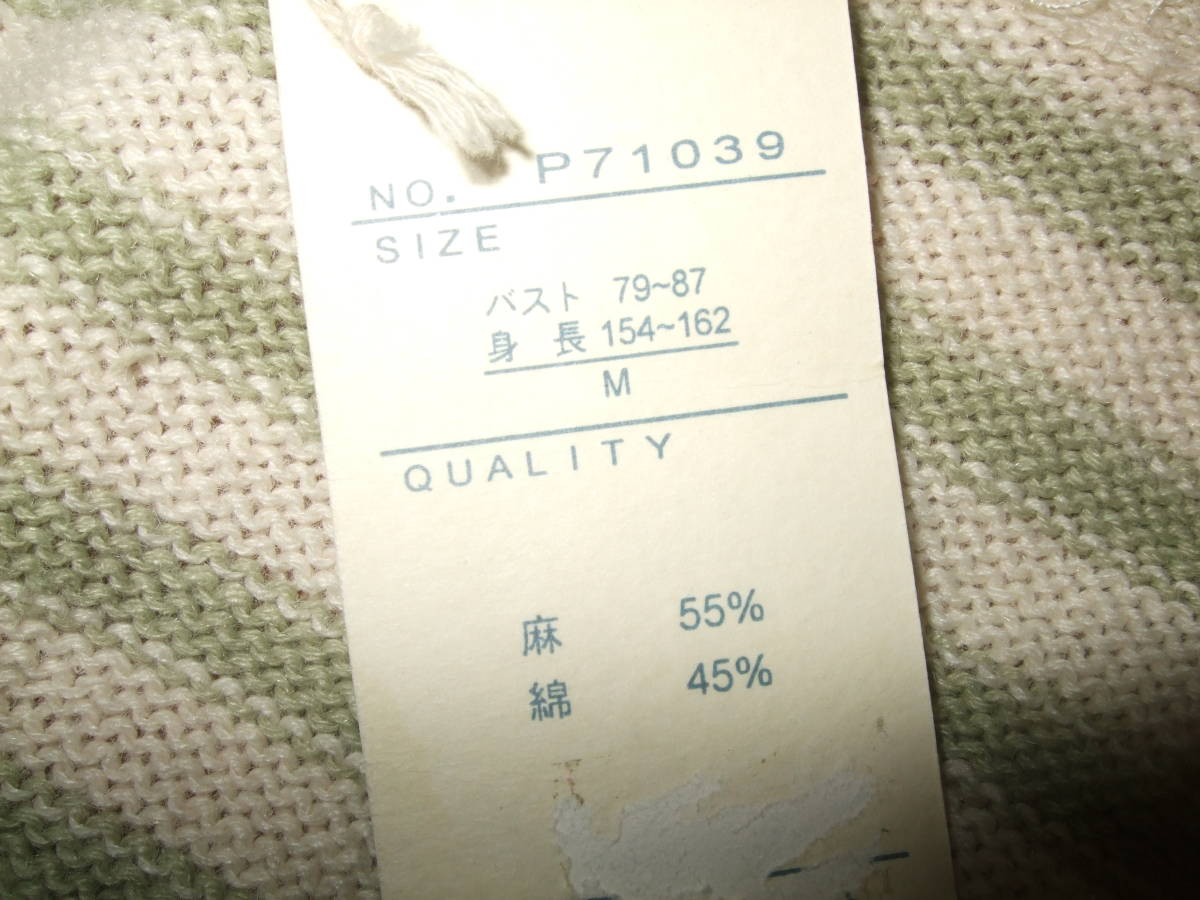 NO. P71039
SIZE
バスト 79~87
身 長 154~162
M
QUALITY
麻 55%
綿 45%